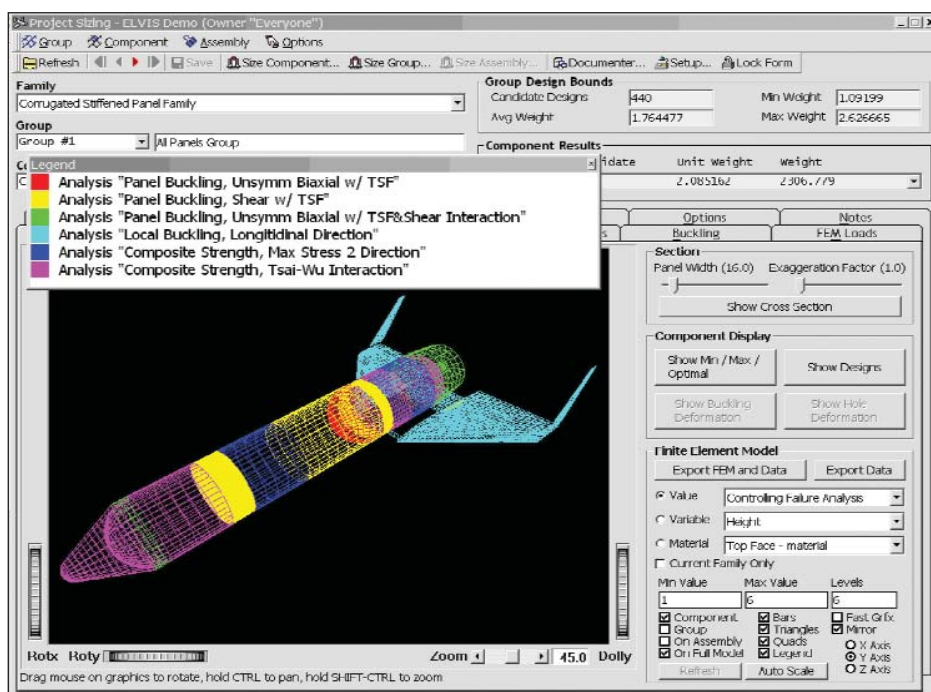 Project Sizing - ELVIS Demo (Owner "Everyone")
Group Component Assembly Options
Refresh Save Size Component... Size Group... Size Assembly... Documenter... Setup... Lock Form
Family
Corrugated Stiffened Panel Family
Group
Group #1 All Panels Group
Group Design Bounds
Candidate Designs 440 Min Weight 1.09199
Avg Weight 1.764477 Max Weight 2.626665
Component Results
Unit Weight Weight
2.085162 2306.779
Legend
Analysis "Panel Buckling, Unsymm Biaxial w/ TSF"
Analysis "Panel Buckling, Shear w/ TSF"
Analysis "Panel Buckling, Unsymm Biaxial w/ TSF&Shear Interaction"
Analysis "Local Buckling, Longitidinal Direction"
Analysis "Composite Strength, Max Stress 2 Direction"
Analysis "Composite Strength, Tsai-Wu Interaction"
Options Notes
Buckling FEM Loads
Section
Panel Width (16.0) Exaggeration Factor (1.0)
Show Cross Section
Component Display
Show Min / Max / Optimal
Show Designs
Show Buckling Deformation
Show Hole Deformation
Finite Element Model
Export FEM and Data Export Data
Value Controlling Failure Analysis
Variable Height
Material Top Face - material
Current Family Only
Min Value Max Value Levels
1 6 6
Component Bars Fast Grfx
Group Triangles Mirror
On Assembly Quads X Axis
On Full Model Legend Y Axis
Refresh Auto Scale Z Axis
Rotx Roty Zoom 45.0 Dolly
Drag mouse on graphics to rotate, hold CTRL to pan, hold SHIFT-CTRL to zoom